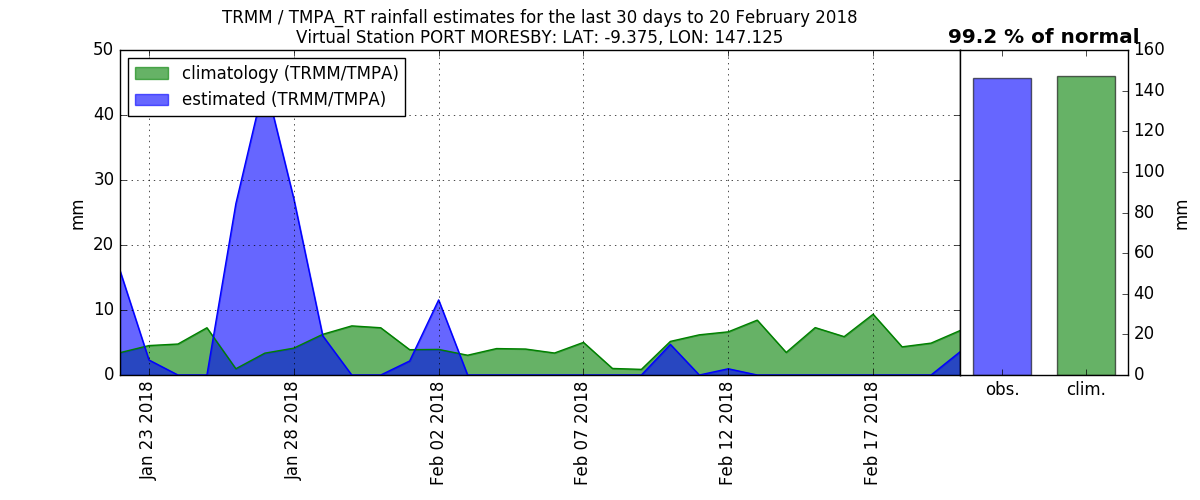 TRMM / TMPA_RT rainfall estimates for the last 30 days to 20 February 2018
Virtual Station PORT MORESBY: LAT: -9.375, LON: 147.125
99.2 % of normal
climatology (TRMM/TMPA)
estimated (TRMM/TMPA)
50
40
30
20
10
0
mm
Jan 23 2018
Jan 28 2018
Feb 02 2018
Feb 07 2018
Feb 12 2018
Feb 17 2018
obs.
clim.
160
140
120
100
80
60
40
20
0
mm